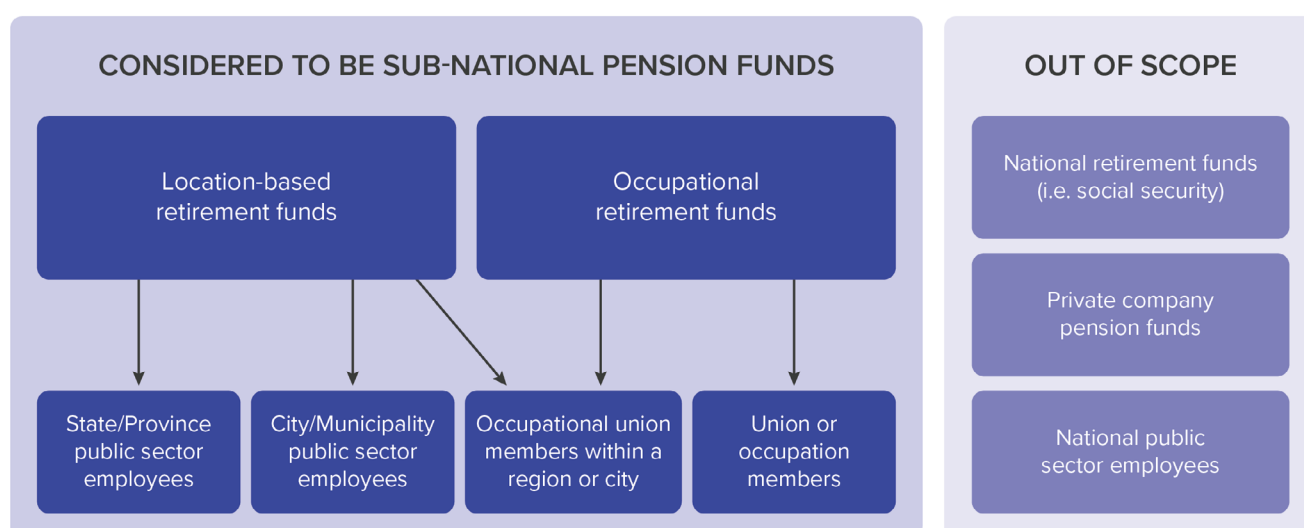 CONSIDERED TO BE SUB-NATIONAL PENSION FUNDS
Location-based
retirement funds
Occupational
retirement funds
State/Province
public sector
employees
City/Municipality
public sector
employees
Occupational union
members within a
region or city
Union or
occupation
members
OUT OF SCOPE
National retirement funds
(i.e. social security)
Private company
pension funds
National public
sector employees